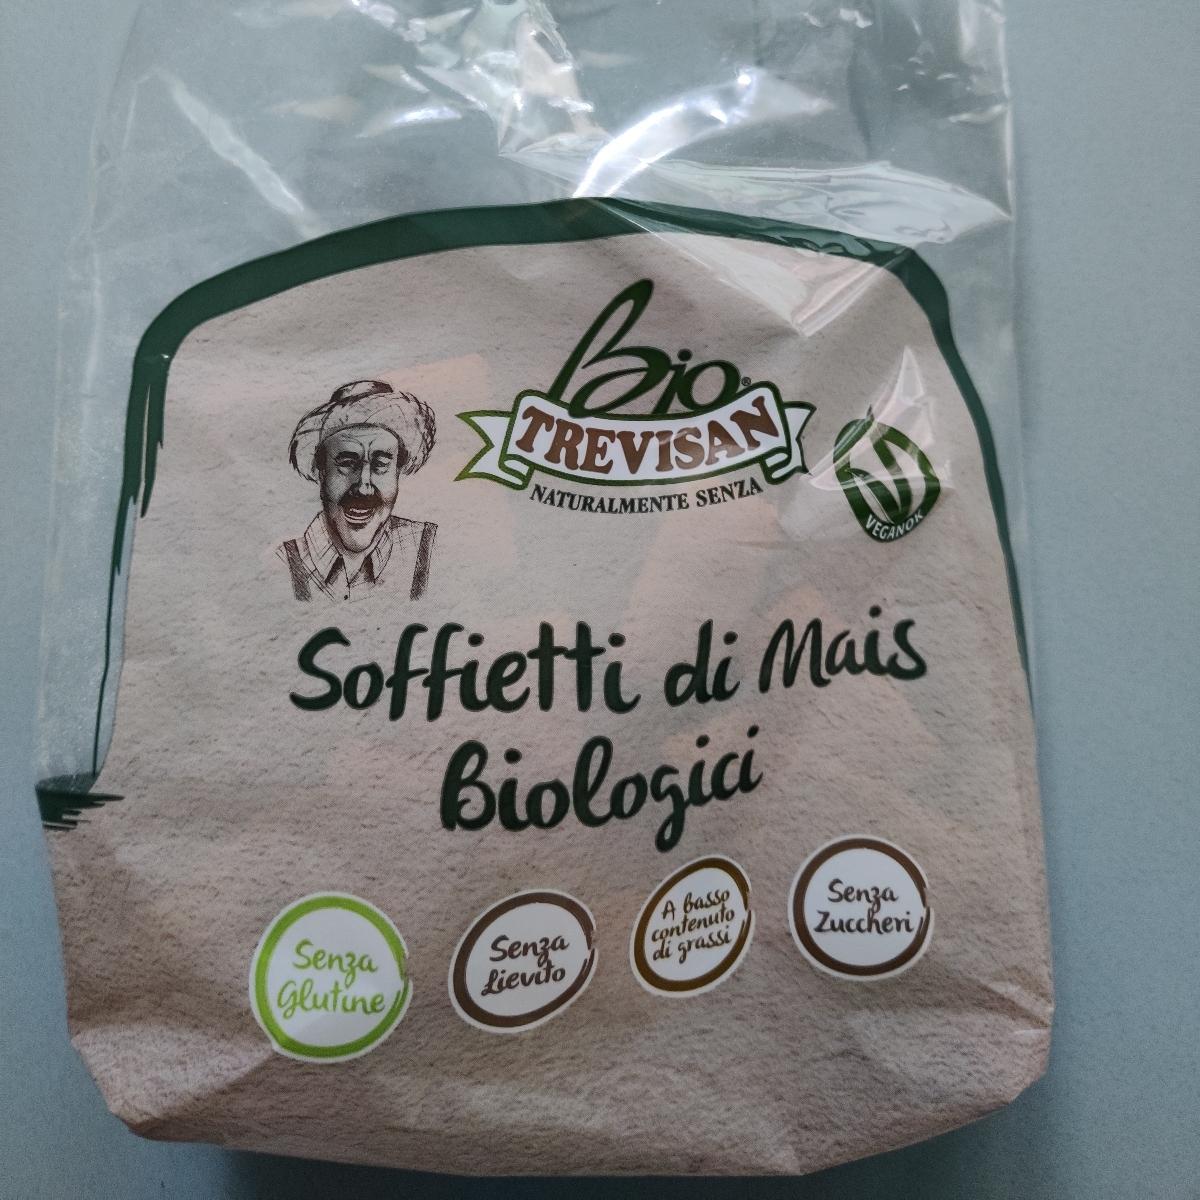 Bio®
TREVISAN
NATURALMENTE SENZA
VEGANOK
Soffietti di Mais
Biologici
Senza
Glutine
Senza
Lievito
A basso
contenuto
di grassi
Senza
Zuccheri